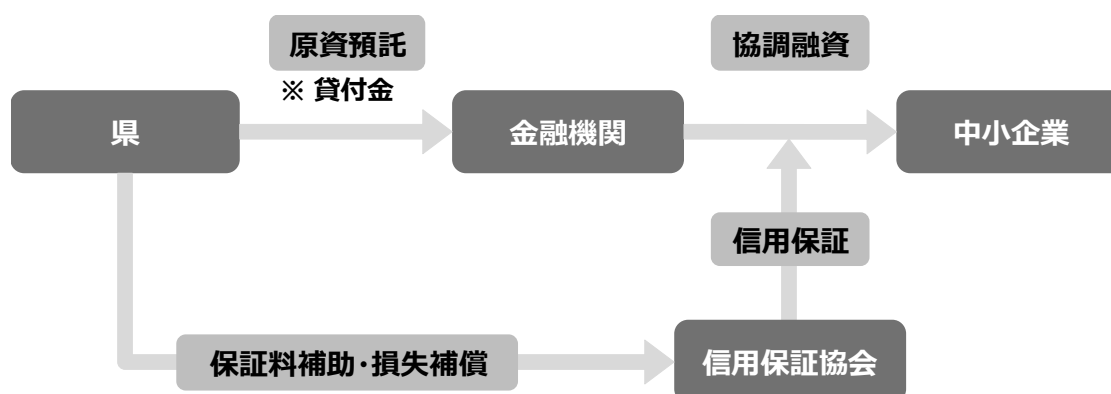 原資預託
※ 貸付金
協調融資
県
金融機関
中小企業
信用保証
保証料補助･損失補償
信用保証協会